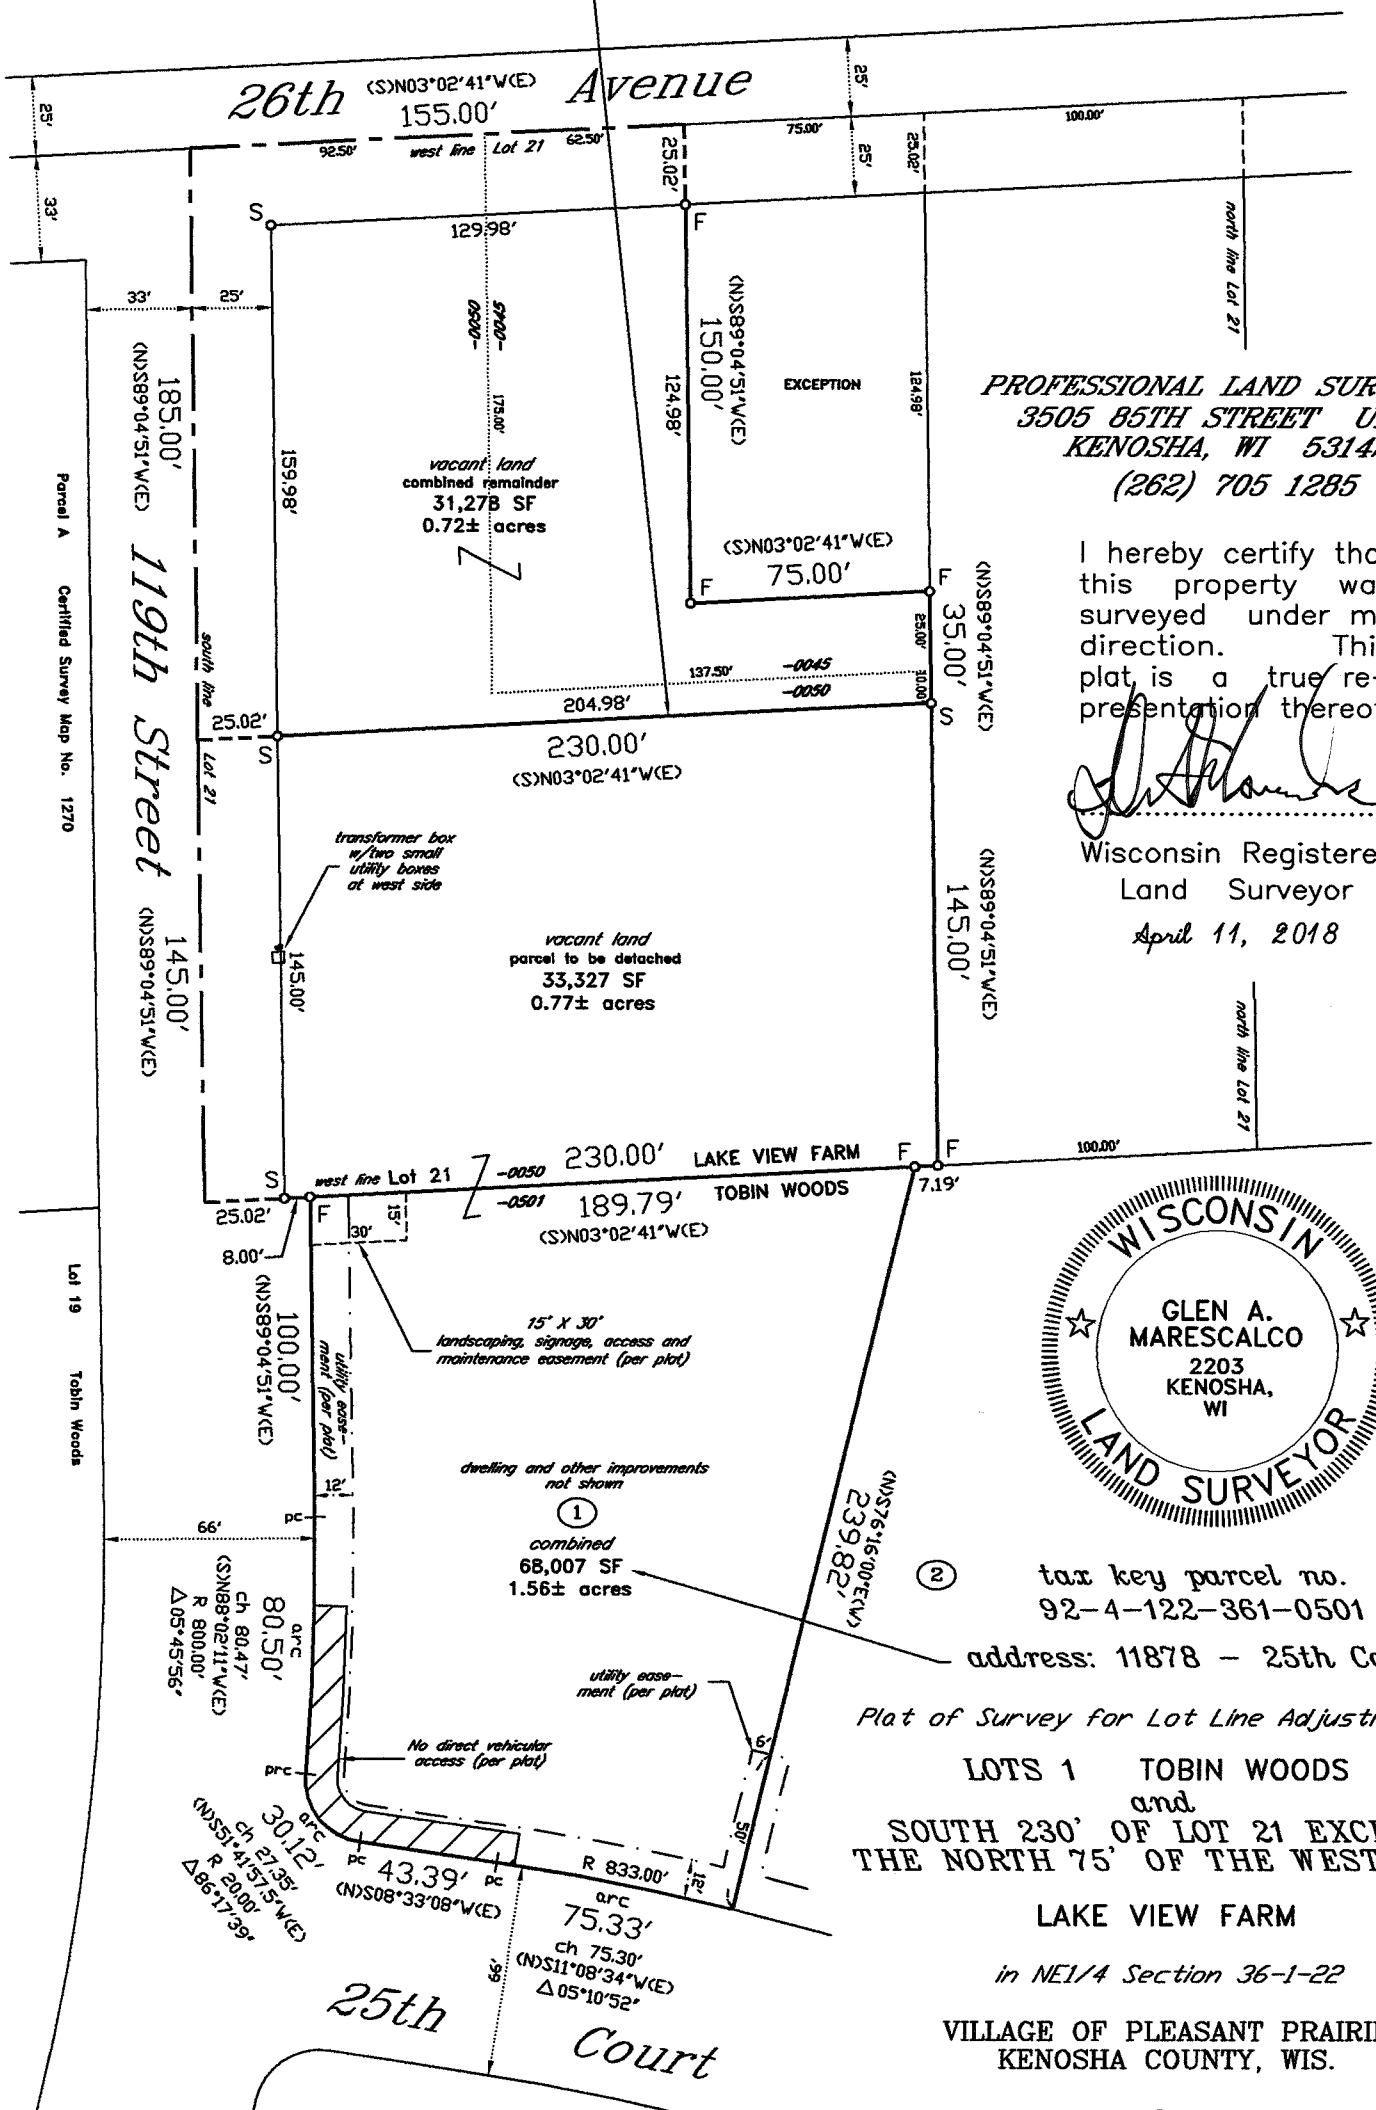 26th Avenue
(S)N03°02'41"W(E)
155.00'
25'
25'
25'
33'
92.50'
west line Lot 21
62.50'
25.02'
75.00'
25.02'
100.00'
S
129.98'
F
north line Lot 21
33'
25'
-0045
-0050
175.00'
(N)S89°04'51"W(E)
150.00'
124.98'
EXCEPTION
124.98'
185.00'
(N)S89°04'51"W(E)
159.98'
vacant land
combined remainder
31,278 SF
0.72± acres
(S)N03°02'41"W(E)
75.00'
F
F
(N)S89°04'51"W(E)
35.00'
25.00'
10.00'
137.50'
-0045
-0050
204.98'
S
230.00'
(S)N03°02'41"W(E)
119th Street
south line
Lot 21
25.02'
S
Parcel A Certified Survey Map No. 1270
transformer box
w/two small
utility boxes
at west side
145.00'
(N)S89°04'51"W(E)
145.00'
vacant land
parcel to be detached
33,327 SF
0.77± acres
(N)S89°04'51"W(E)
145.00'
PROFESSIONAL LAND SUR
3505 85TH STREET U
KENOSHA, WI 5314
(262) 705 1285
I hereby certify tha
this property wa
surveyed under m
direction. Thi
plat is a true re-
presentation thereo
Wisconsin Registere
Land Surveyor
April 11, 2018
north line Lot 21
100.00'
S
west line Lot 21
-0050
230.00'
LAKE VIEW FARM
F
F
-0501
189.79'
TOBIN WOODS
7.19'
(S)N03°02'41"W(E)
25.02'
8.00'
F
30'
15'
15' X 30'
landscaping, signage, access and
maintenance easement (per plat)
100.00'
(N)S89°04'51"W(E)
utility ease-
ment (per plat)
12'
pc
Lot 19 Tobin Woods
66'
dwelling and other improvements
not shown
1
combined
68,007 SF
1.56± acres
(N)S76°16'00"E(W)
239.82'
2
WISCONSIN
GLEN A.
MARESCALCO
2203
KENOSHA,
WI
LAND SURVEYOR
tax key parcel no.
92-4-122-361-0501
address: 11878 - 25th Co
Plat of Survey for Lot Line Adjust
LOTS 1 TOBIN WOODS
and
SOUTH 230' OF LOT 21 EXC
THE NORTH 75' OF THE WEST
LAKE VIEW FARM
in NE1/4 Section 36-1-22
VILLAGE OF PLEASANT PRAIRI
KENOSHA COUNTY, WIS.
arc
80.50'
ch 80.47'
(S)N88°02'11"W(E)
R 800.00'
Δ05°45'56"
utility ease-
ment (per plat)
6'
50'
No direct vehicular
access (per plat)
prc
arc
30.12'
ch 27.35'
(N)S51°41'57.5"W(E)
R 20.00'
Δ86°17'39"
pc
43.39'
(N)S08°33'08"W(E)
pc
R 833.00'
12'
arc
75.33'
ch 75.30'
(N)S11°08'34"W(E)
Δ05°10'52"
66'
25th Court